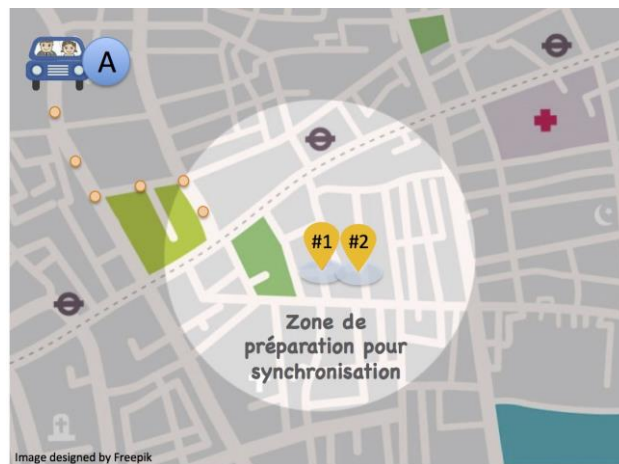 A
#1 #2
Zone de
préparation pour
synchronisation
Image designed by Freepik